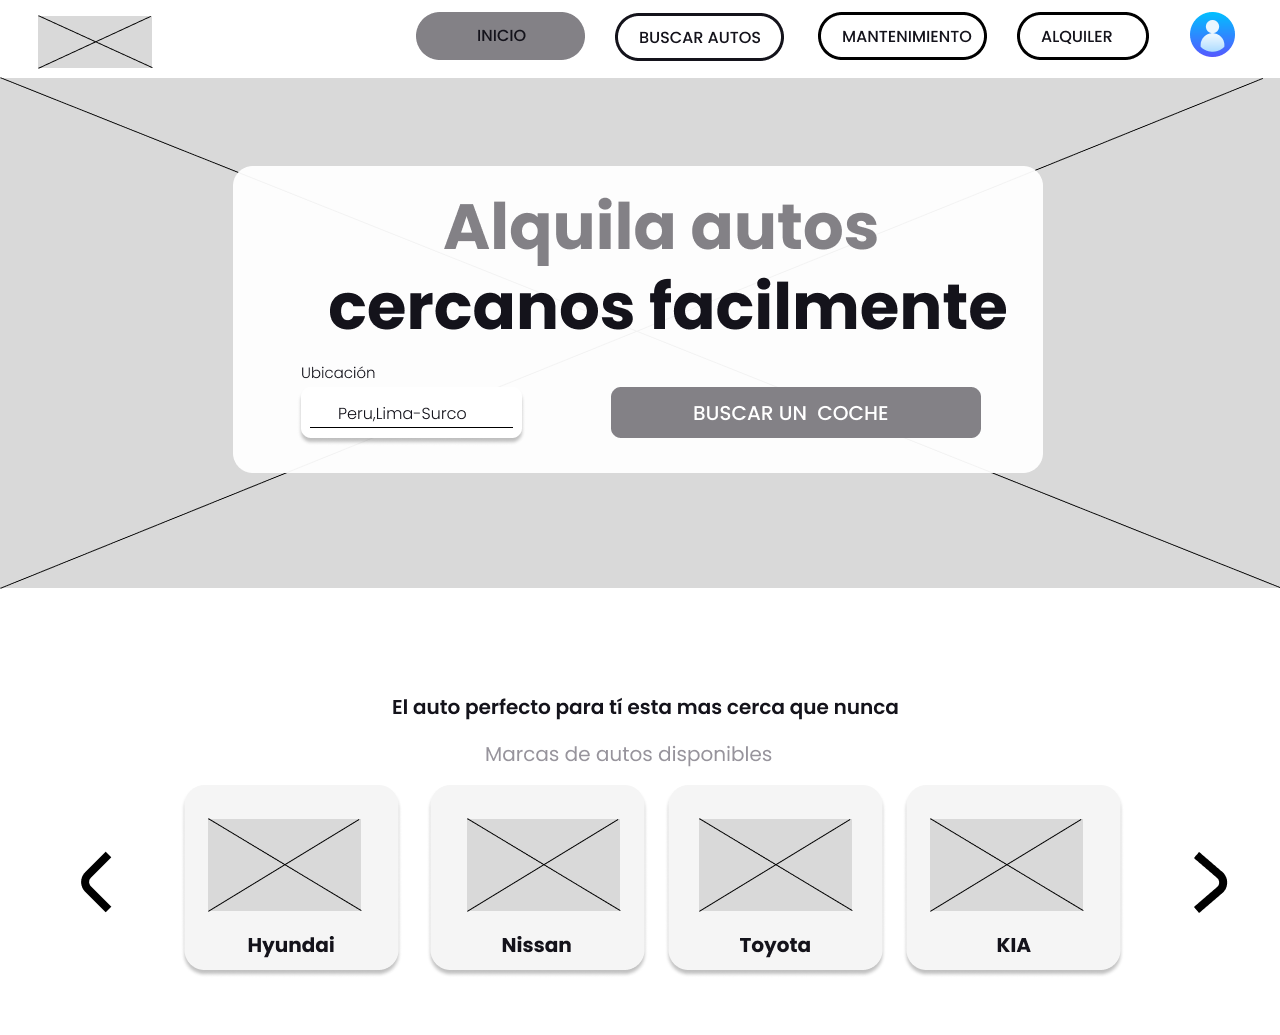 INICIO
BUSCAR AUTOS
MANTENIMIENTO
ALQUILER
Alquila autos
cercanos facilmente
Ubicación
Peru,Lima-Surco
BUSCAR UN  COCHE
El auto perfecto para tí esta mas cerca que nunca
Marcas de autos disponibles
Hyundai
Nissan
Toyota
KIA